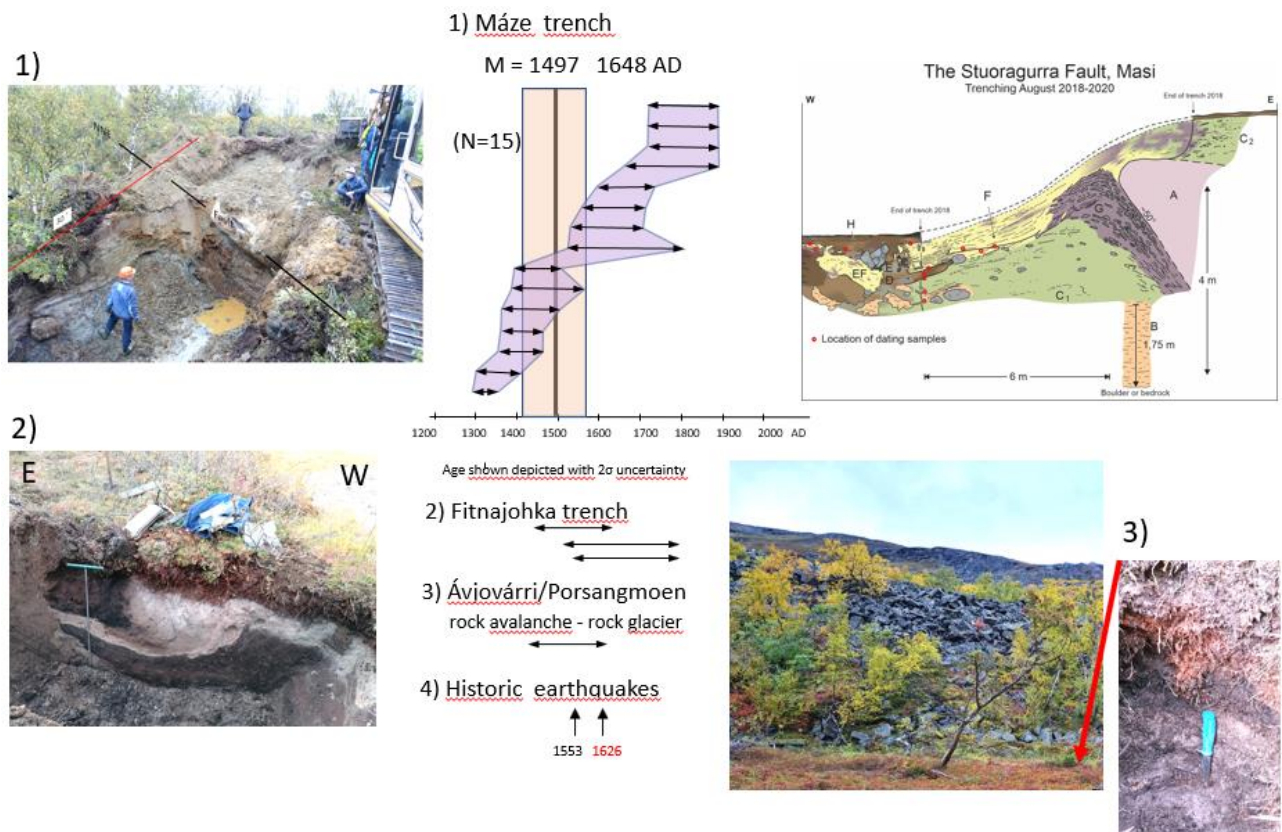 1) Máze trench
M = 1497 1648 AD
(N=15)
1200 1300 1400 1500 1600 1700 1800 1900 2000 AD
Age shown depicted with 2σ uncertainty
2) Fitnajohka trench
3) Ávjovárri/Porsangmoen
rock avalanche - rock glacier
4) Historic earthquakes
1553 1626
1)
2)
E W
The Stuoragurra Fault, Masi
Trenching August 2018-2020
W E
End of trench 2018
C2
A
F
G
End of trench 2018
H
EF
E
D
C1
4 m
B
1,75 m
Location of dating samples
6 m
Boulder or bedrock
3)